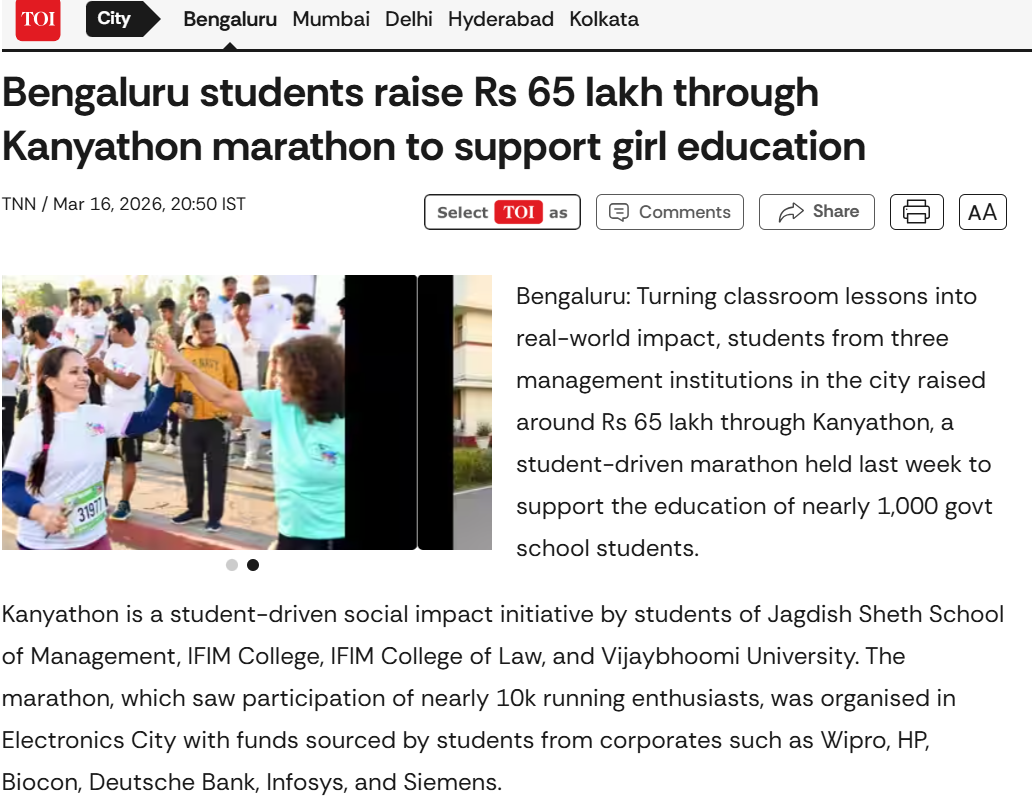 TOI City Bengaluru Mumbai Delhi Hyderabad Kolkata
Bengaluru students raise Rs 65 lakh through
Kanyathon marathon to support girl education
TNN / Mar 16, 2026, 20:50 IST
Select TOI as Comments Share AA
31977
Bengaluru: Turning classroom lessons into
real-world impact, students from three
management institutions in the city raised
around Rs 65 lakh through Kanyathon, a
student-driven marathon held last week to
support the education of nearly 1,000 govt
school students.
Kanyathon is a student-driven social impact initiative by students of Jagdish Sheth School
of Management, IFIM College, IFIM College of Law, and Vijaybhoomi University. The
marathon, which saw participation of nearly 10k running enthusiasts, was organised in
Electronics City with funds sourced by students from corporates such as Wipro, HP,
Biocon, Deutsche Bank, Infosys, and Siemens.